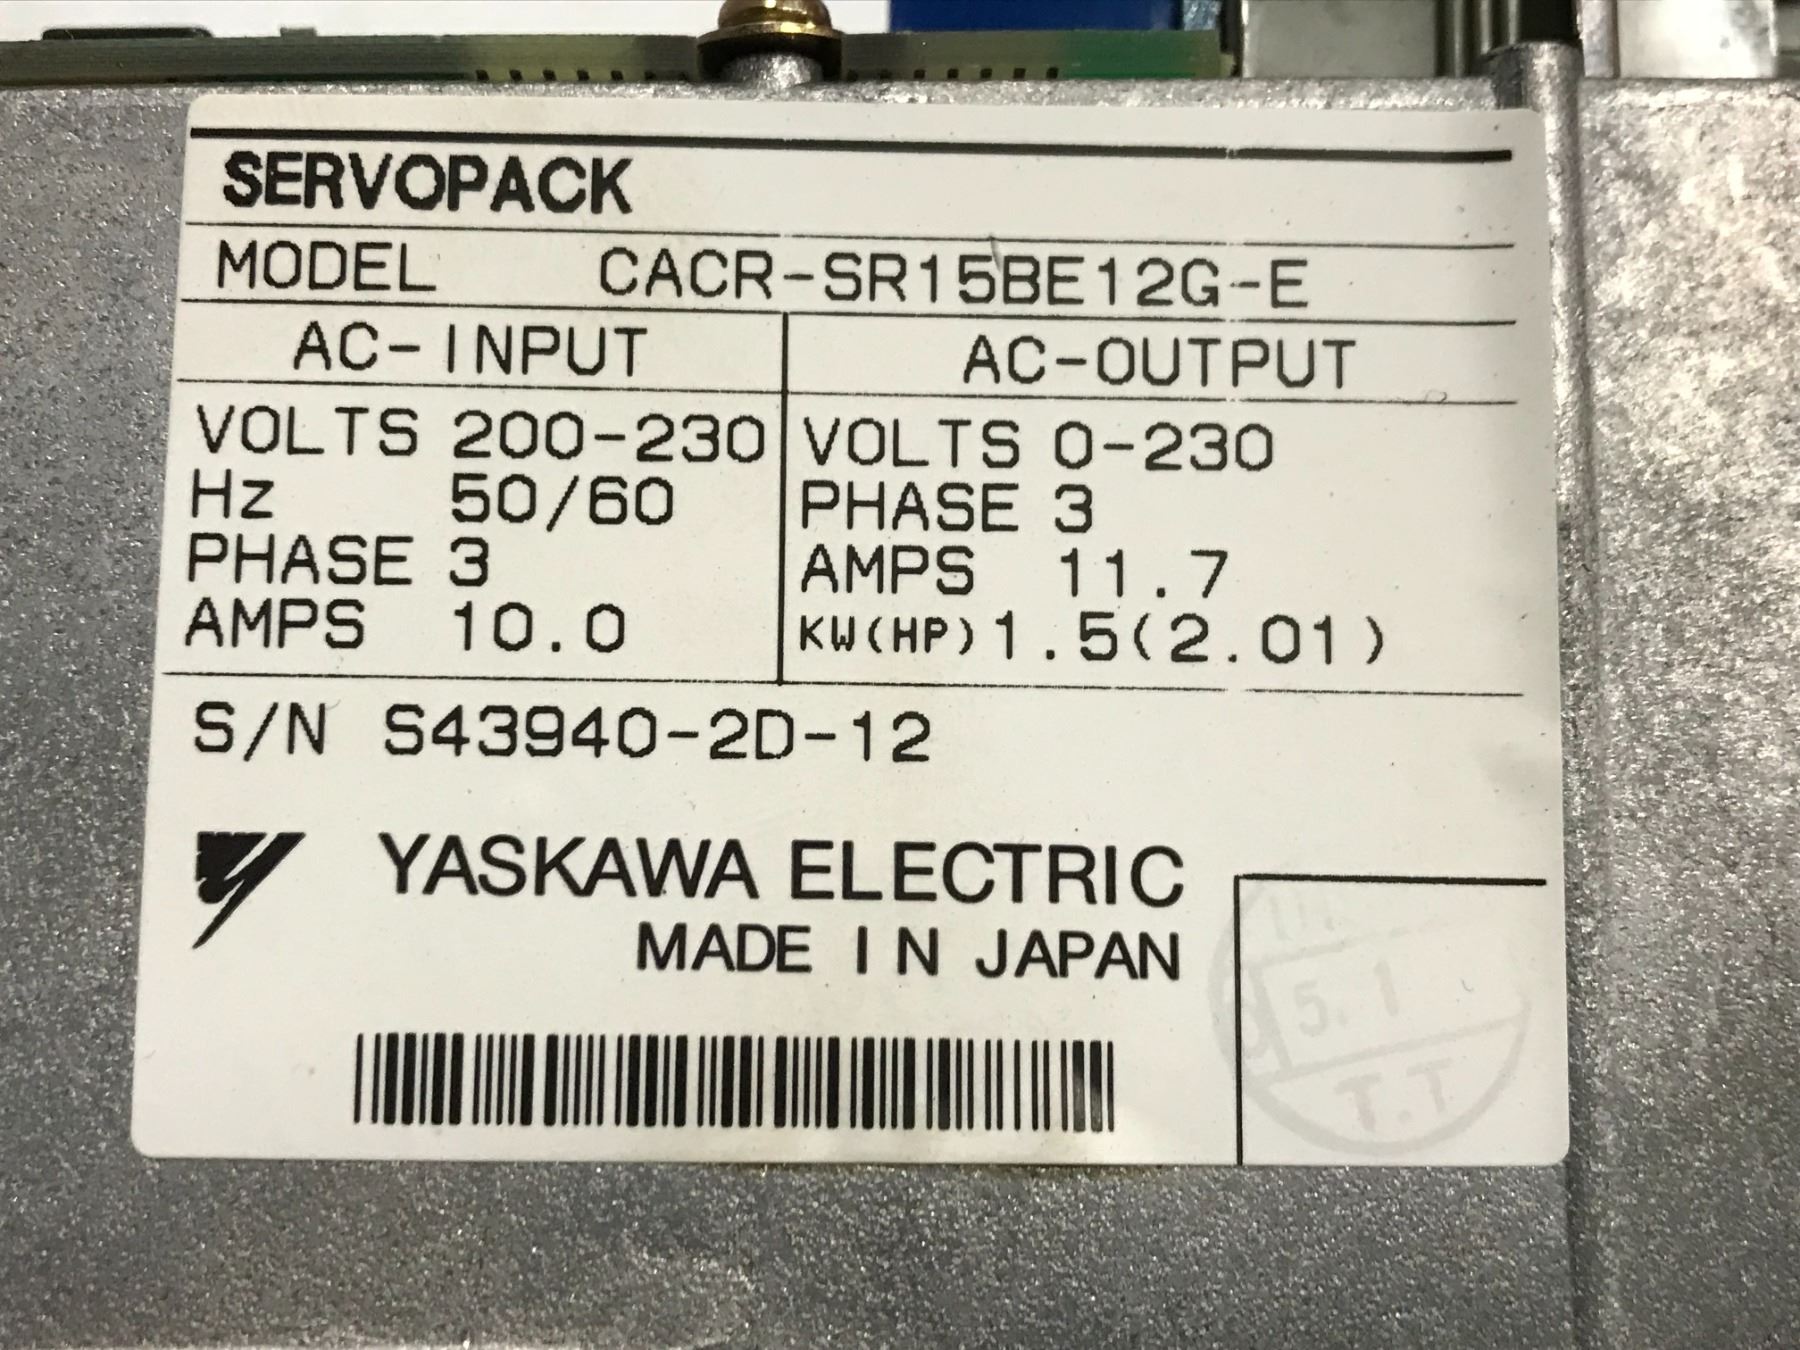 SERVOPACK
MODEL CACR-SR15BE12G-E
AC-INPUT AC-OUTPUT
VOLTS 200-230 VOLTS 0-230
Hz 50/60 PHASE 3
PHASE 3 AMPS 11.7
AMPS 10.0 KW(HP) 1.5(2.01)
S/N S43940-2D-12
YASKAWA ELECTRIC
MADE IN JAPAN
5.1
T.T